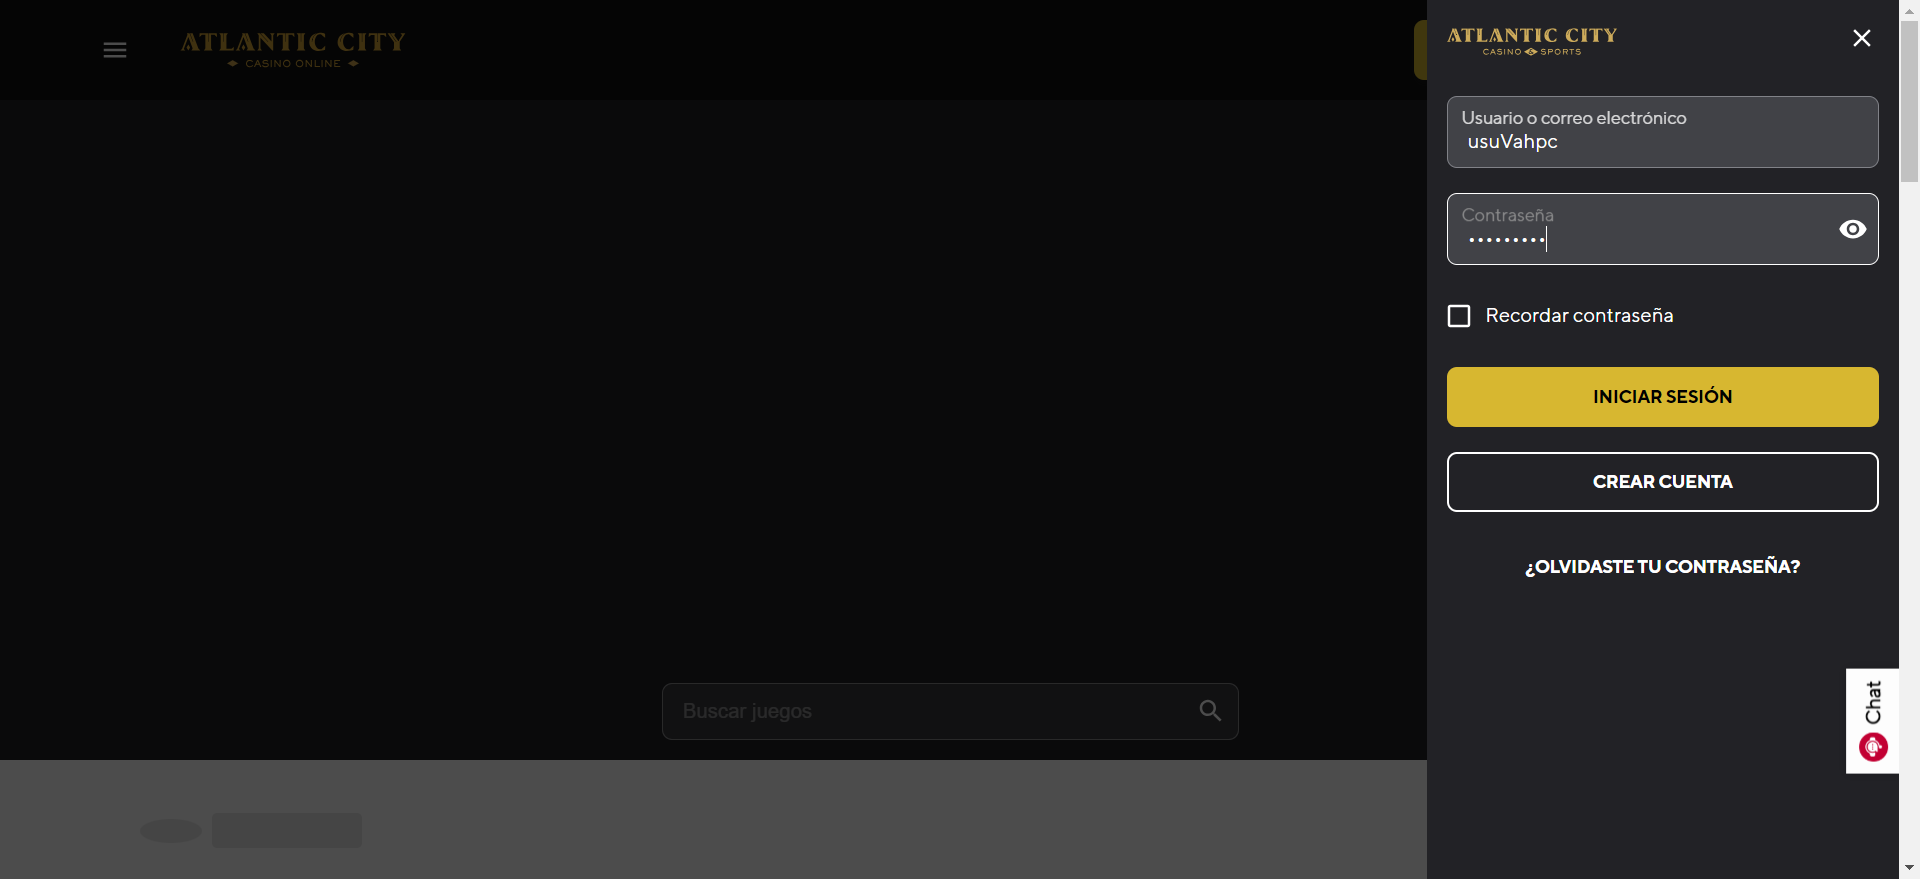 ATLANTIC CITY
CASINO ONLINE
ATLANTIC CITY
CASINO & SPORTS
Usuario o correo electrónico
usuVahpc
Contraseña
•••••••••
Recordar contraseña
INICIAR SESIÓN
CREAR CUENTA
¿OLVIDASTE TU CONTRASEÑA?
Buscar juegos
Chat